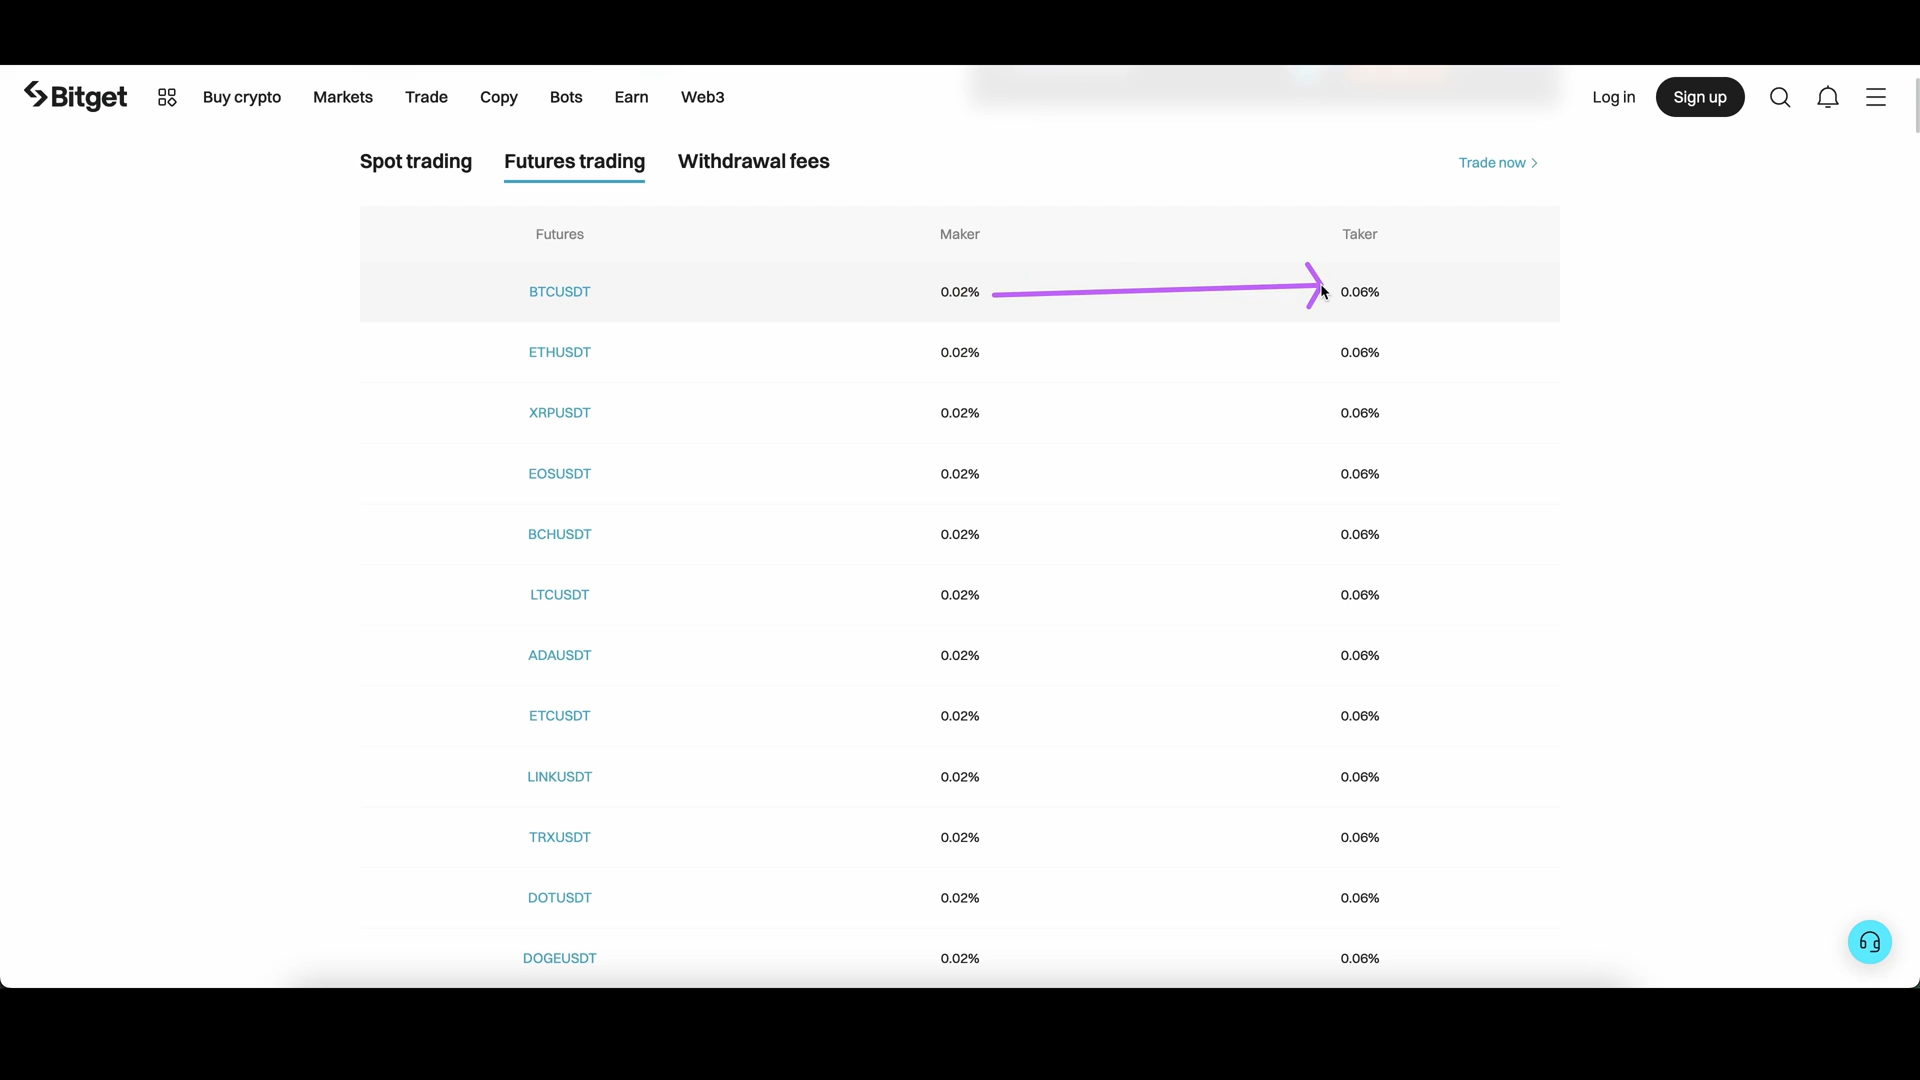 Bitget Buy crypto Markets Trade Copy Bots Earn Web3 Log in Sign up
Spot trading Futures trading Withdrawal fees Trade now >
Futures Maker Taker
BTCUSDT 0.02% 0.06%
ETHUSDT 0.02% 0.06%
XRPUSDT 0.02% 0.06%
EOSUSDT 0.02% 0.06%
BCHUSDT 0.02% 0.06%
LTCUSDT 0.02% 0.06%
ADAUSDT 0.02% 0.06%
ETCUSDT 0.02% 0.06%
LINKUSDT 0.02% 0.06%
TRXUSDT 0.02% 0.06%
DOTUSDT 0.02% 0.06%
DOGEUSDT 0.02% 0.06%